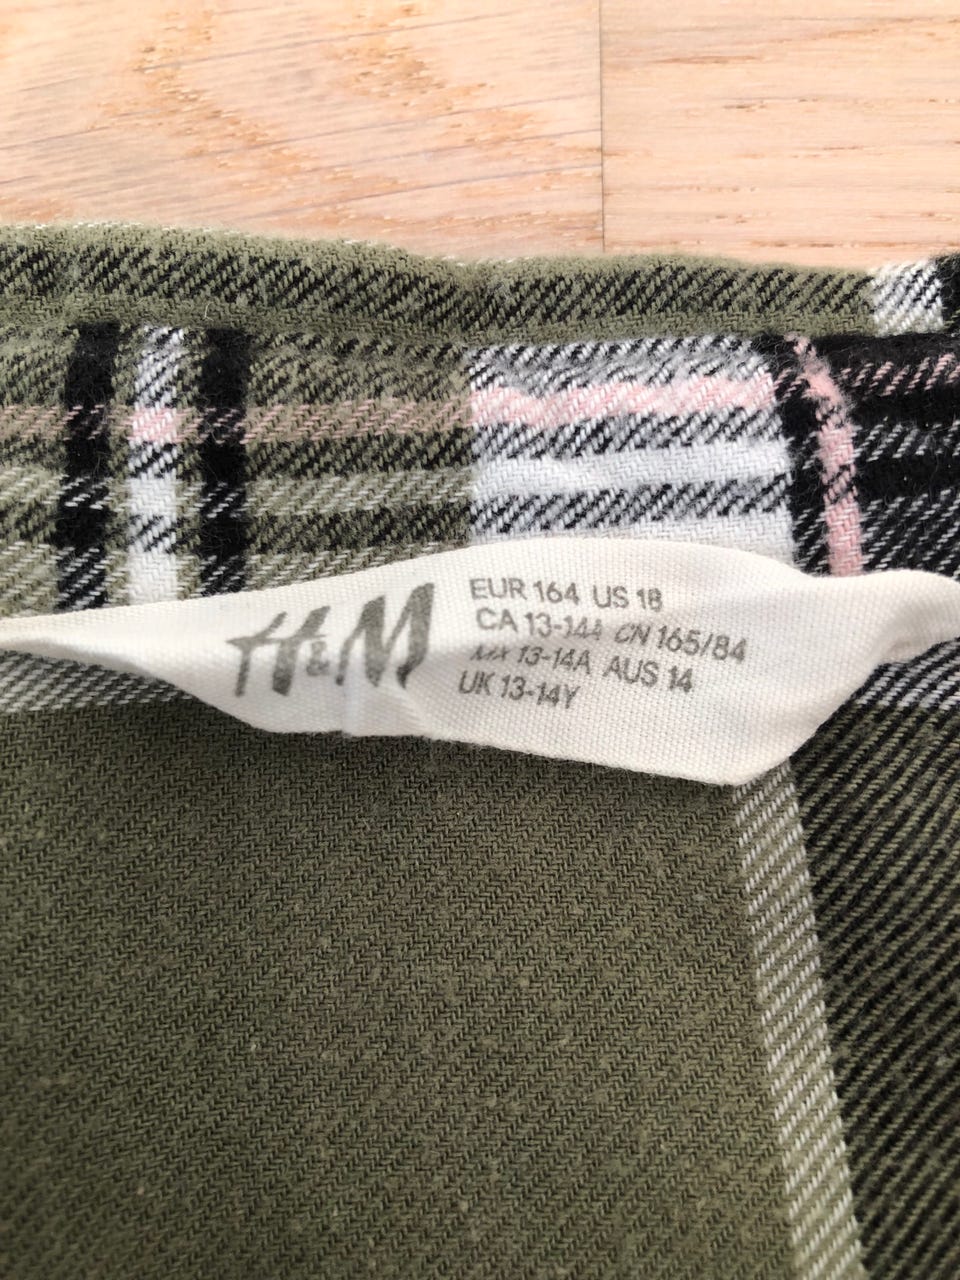 H&M
EUR 164 US 18
CA 13-14A CN 165/84
MX 13-14A AUS 14
UK 13-14Y